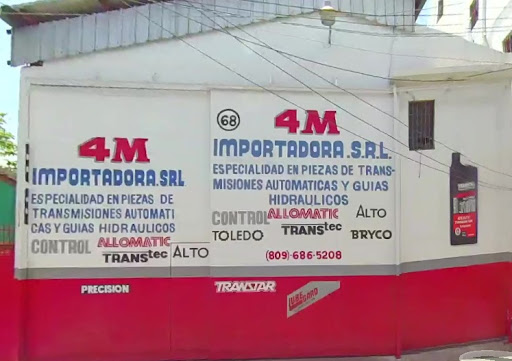 4M
IMPORTADORA.SRL
ESPECIALIDAD EN PIEZAS DE
TRANSMISIONES AUTOMATI
CAS Y GUIAS HIDRAULICOS
CONTROL ALLOMATIC
TRANStec ALTO
PRECISION
68
4M
IMPORTADORA.S.R.L.
ESPECIALIDAD EN PIEZAS DE TRANS-
MISIONES AUTOMATICAS Y GUIAS
HIDRAULICOS
CONTROL ALLOMATIC ALTO
TOLEDO TRANStec BRYCO
(809)-686-5208
TRANSTAR
LUBE GARD